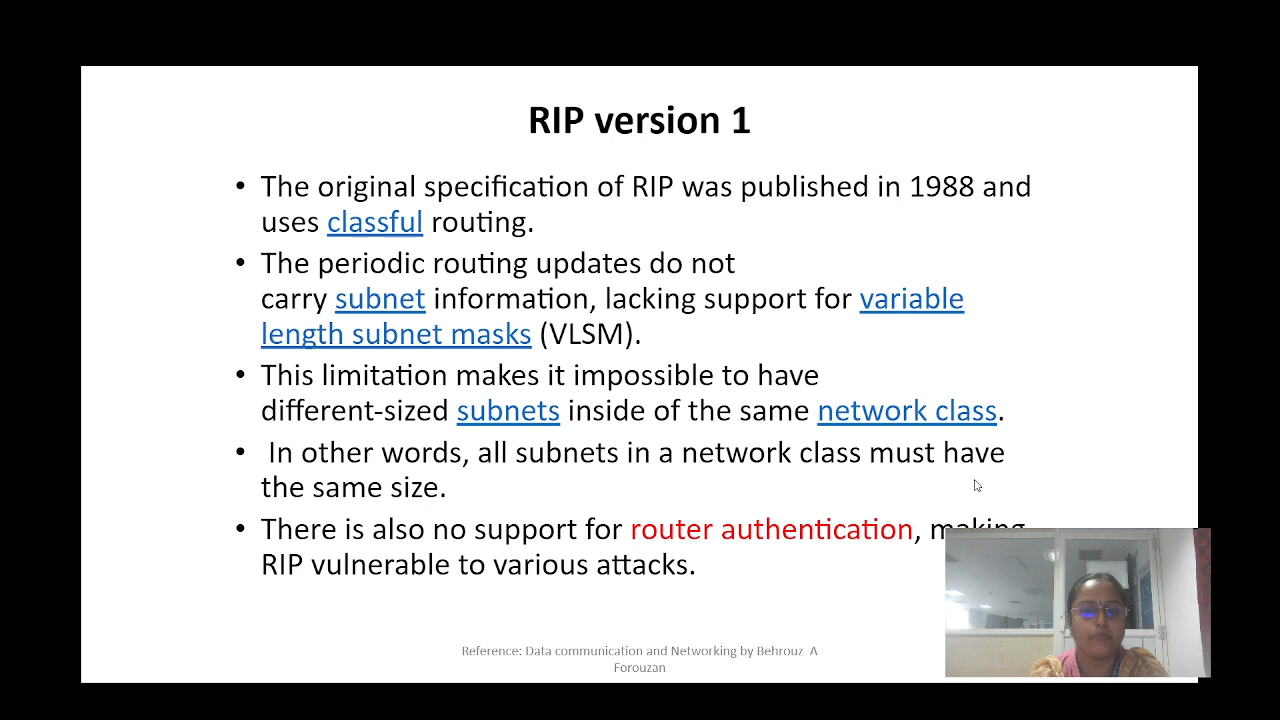 RIP version 1
• The original specification of RIP was published in 1988 and
uses classful routing.
• The periodic routing updates do not
carry subnet information, lacking support for variable
length subnet masks (VLSM).
• This limitation makes it impossible to have
different-sized subnets inside of the same network class.
• In other words, all subnets in a network class must have
the same size.
• There is also no support for router authentication, making
RIP vulnerable to various attacks.
Reference: Data communication and Networking by Behrouz A
Forouzan